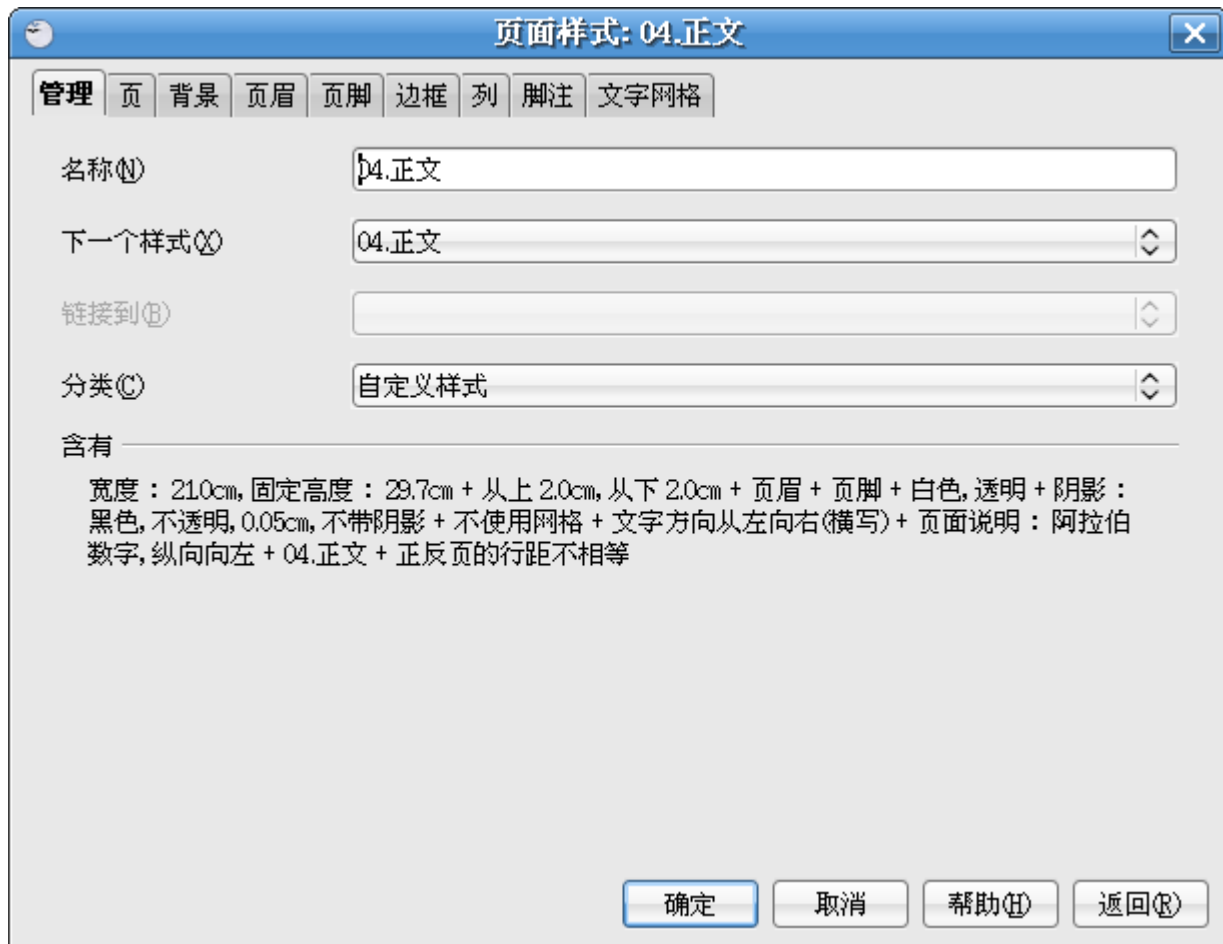 页面样式: 04.正文
管理 页 背景 页眉 页脚 边框 列 脚注 文字网格
名称(N) 04.正文
下一个样式(X) 04.正文
链接到(B)
分类(C) 自定义样式
含有
宽度：21.0cm, 固定高度：29.7cm + 从上 2.0cm, 从下 2.0cm + 页眉 + 页脚 + 白色, 透明 + 阴影：
黑色, 不透明, 0.05cm, 不带阴影 + 不使用网格 + 文字方向从左向右(横写) + 页面说明：阿拉伯
数字, 纵向向左 + 04.正文 + 正反页的行距不相等
确定 取消 帮助(H) 返回(R)